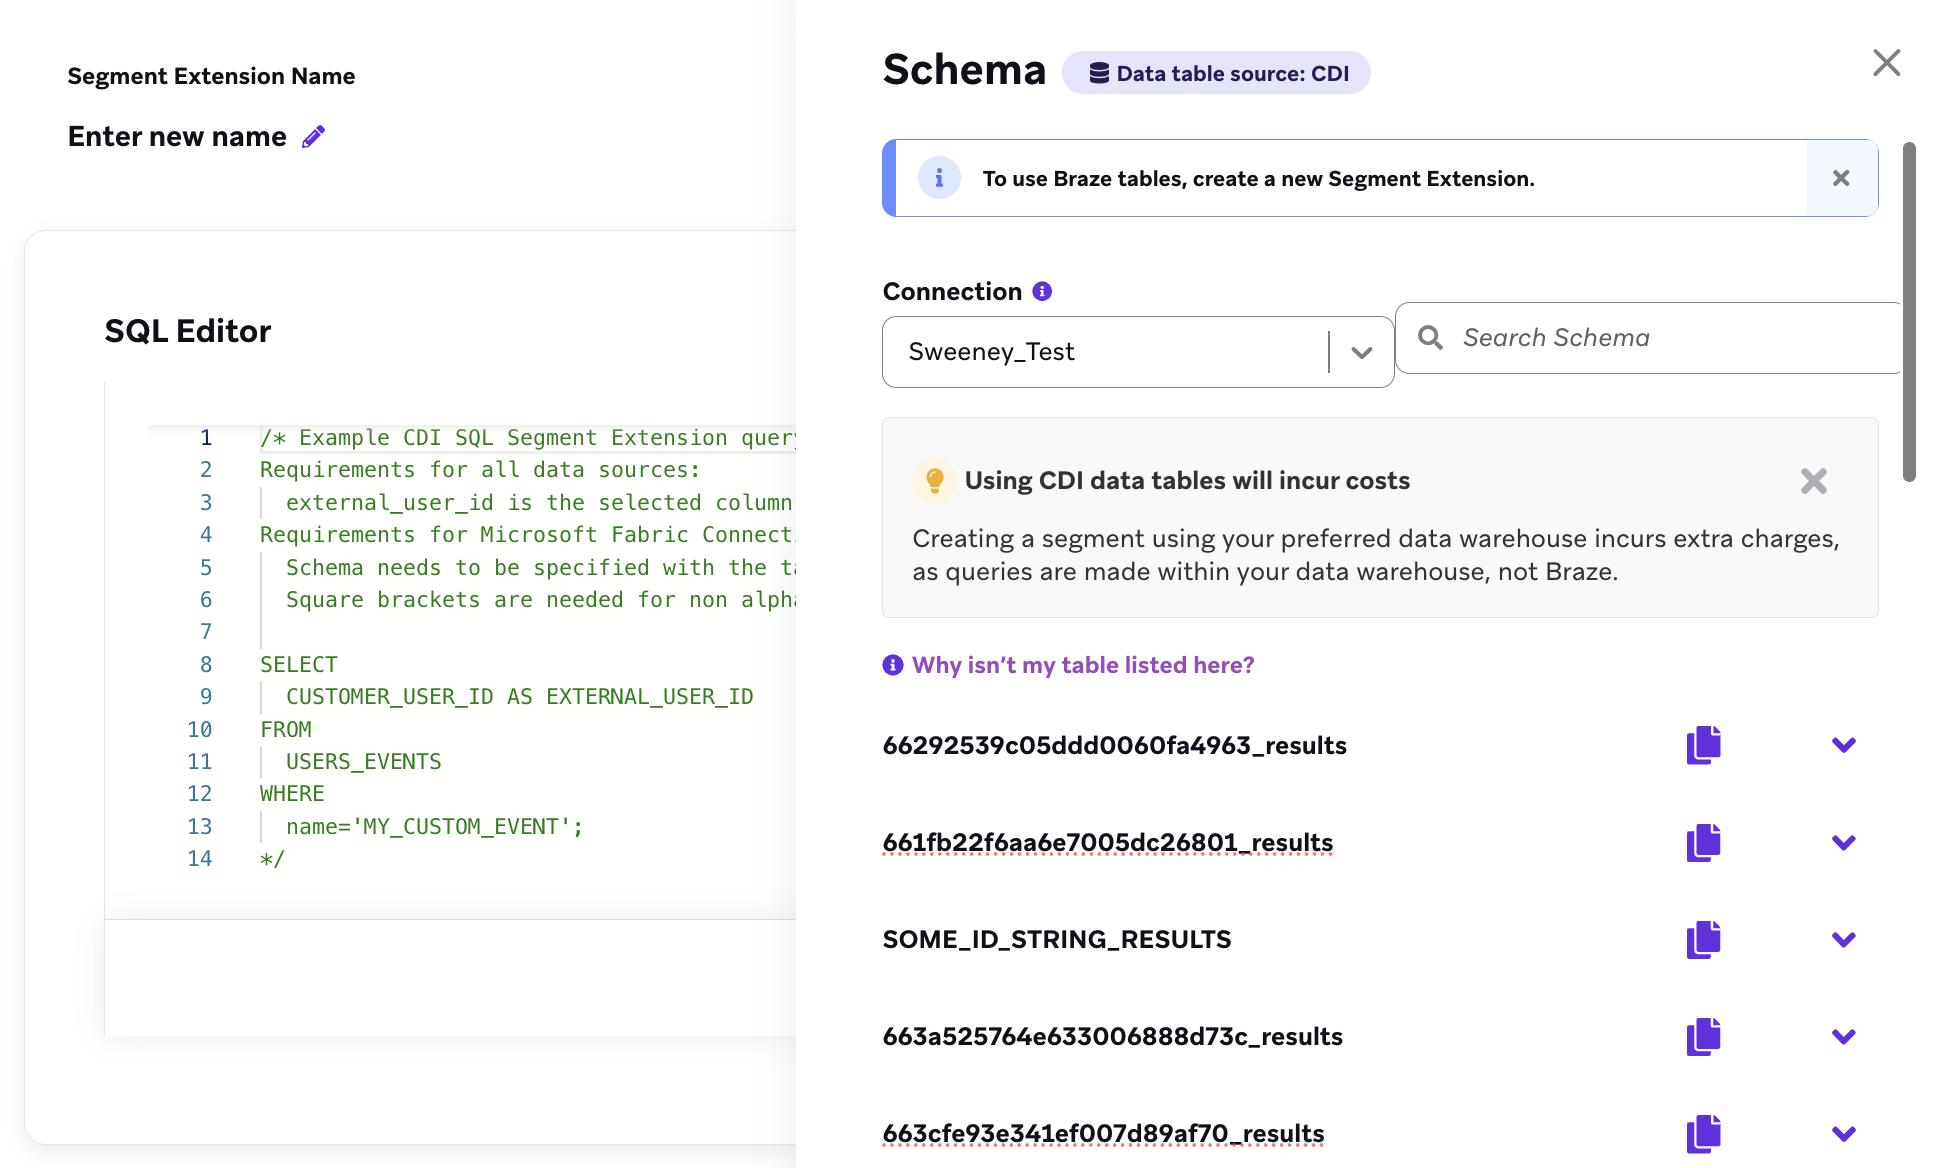 Segment Extension Name
Enter new name
SQL Editor
1 /* Example CDI SQL Segment Extension query
2 Requirements for all data sources:
3 external_user_id is the selected column
4 Requirements for Microsoft Fabric Connect
5 Schema needs to be specified with the
6 Square brackets are needed for non
7
8 SELECT
9 CUSTOMER_USER_ID AS EXTERNAL_USER_ID
10 FROM
11 USERS_EVENTS
12 WHERE
13 name='MY_CUSTOM_EVENT';
14 */
Schema
Data table source: CDI
To use Braze tables, create a new Segment Extension.
Connection
Sweeney_Test
Search Schema
Using CDI data tables will incur costs
Creating a segment using your preferred data warehouse incurs extra charges,
as queries are made within your data warehouse, not Braze.
Why isn't my table listed here?
66292539c05ddd0060fa4963_results
661fb22f6aa6e7005dc26801_results
SOME_ID_STRING_RESULTS
663a525764e633006888d73c_results
663cfe93e341ef007d89af70_results